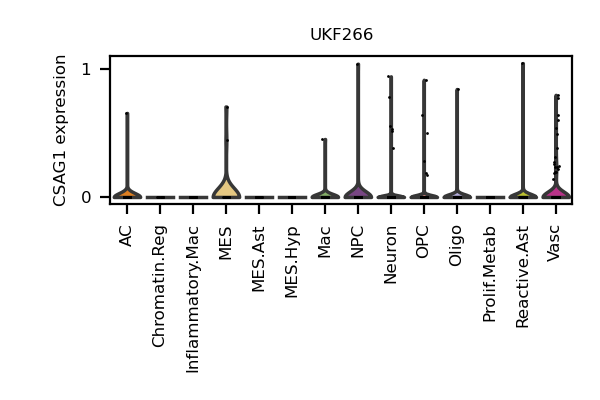 UKF266
CSAG1 expression
1
0
AC
Chromatin.Reg
Inflammatory.Mac
MES
MES.Ast
MES.Hyp
Mac
NPC
Neuron
OPC
Oligo
Prolif.Metab
Reactive.Ast
Vasc